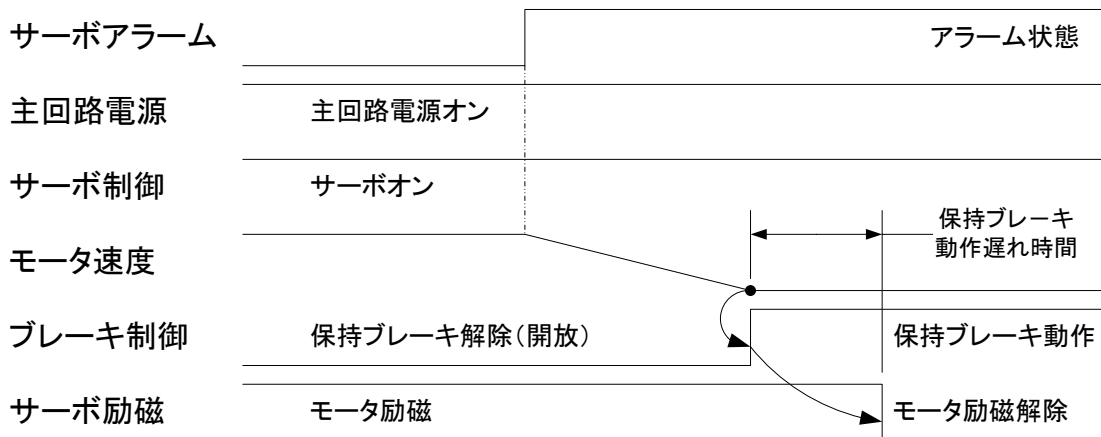 サーボアラーム
アラーム状態
主回路電源
主回路電源オン
サーボ制御
サーボオン
保持ブレーキ
動作遅れ時間
モータ速度
ブレーキ制御
保持ブレーキ解除(開放)
保持ブレーキ動作
サーボ励磁
モータ励磁
モータ励磁解除